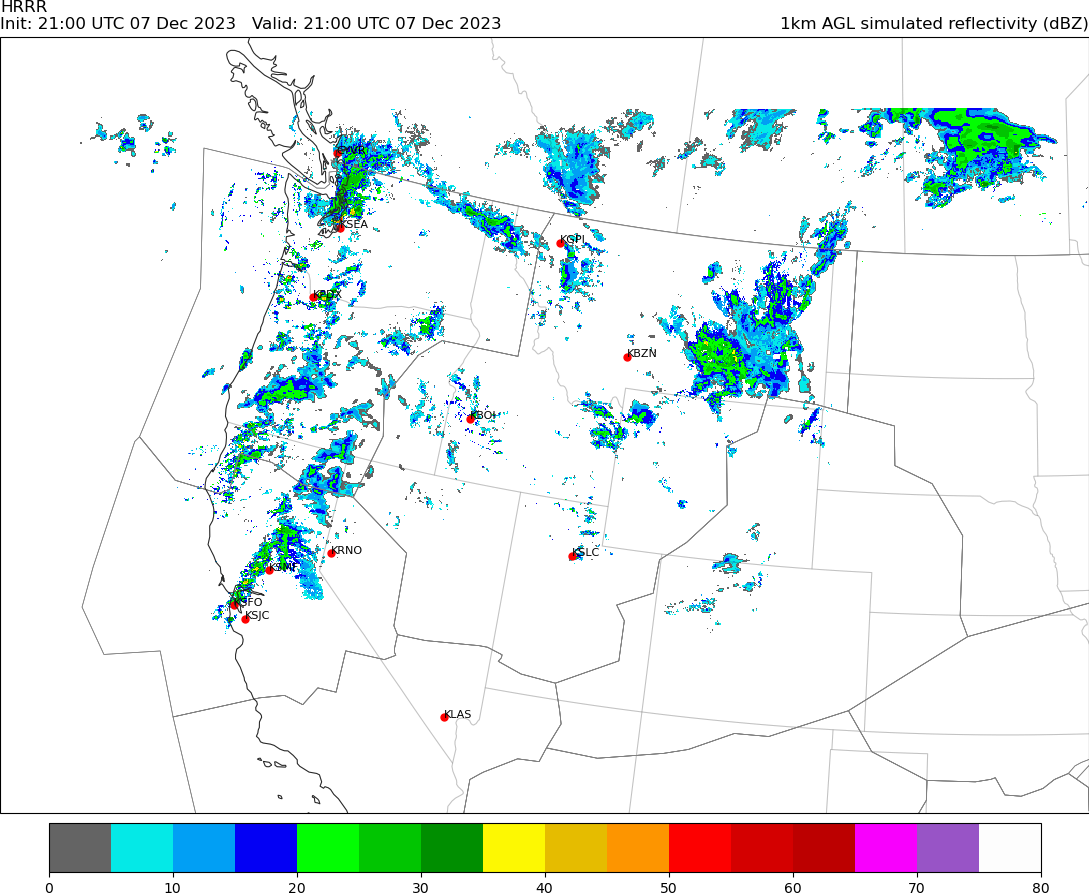 HRRR
Init: 21:00 UTC 07 Dec 2023   Valid: 21:00 UTC 07 Dec 2023
1km AGL simulated reflectivity (dBZ)
KSEA
KGPI
KPDX
KBZN
KBOI
KRNO
KSLC
KSMF
KSFO
KSJC
KLAS
0 10 20 30 40 50 60 70 80